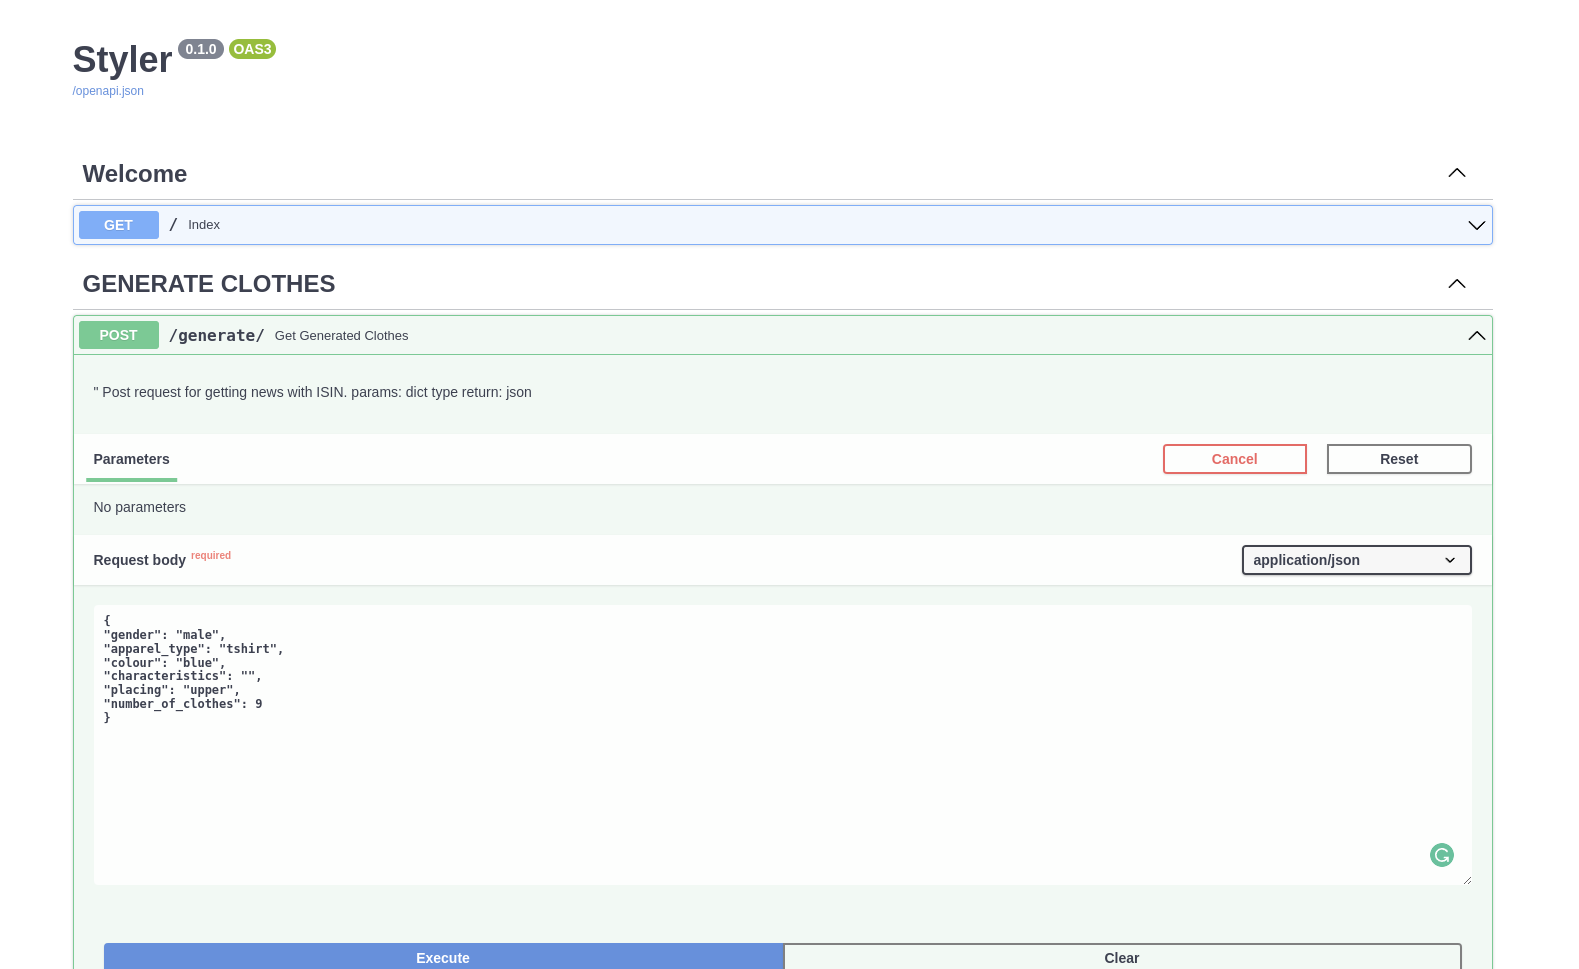 Styler 0.1.0 OAS3
/openapi.json
Welcome
GET / Index
GENERATE CLOTHES
POST /generate/ Get Generated Clothes
" Post request for getting news with ISIN. params: dict type return: json
Parameters Cancel Reset
No parameters
Request body required application/json
{
"gender": "male",
"apparel_type": "tshirt",
"colour": "blue",
"characteristics": "",
"placing": "upper",
"number_of_clothes": 9
}
Execute Clear